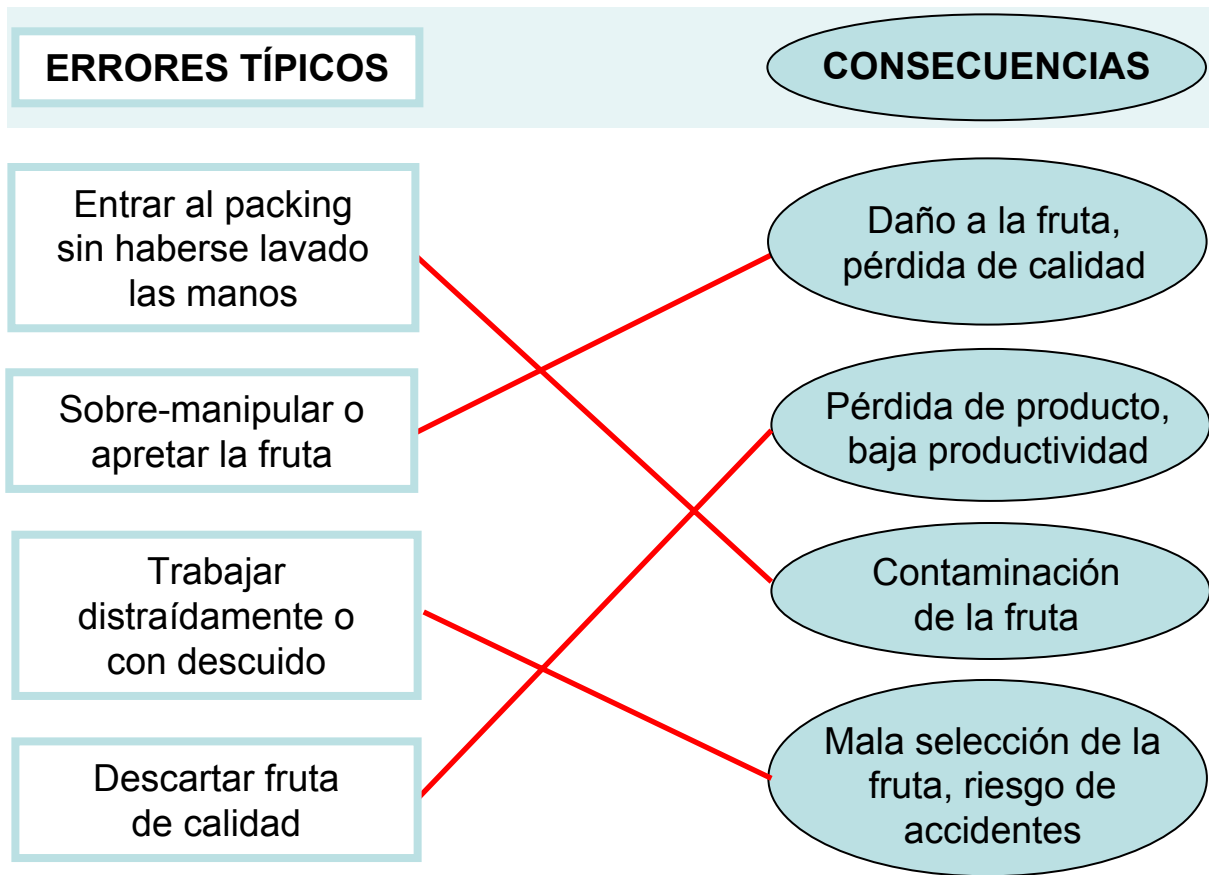 ERRORES TÍPICOS
CONSECUENCIAS
Entrar al packing
sin haberse lavado
las manos
Daño a la fruta,
pérdida de calidad
Sobre-manipular o
apretar la fruta
Pérdida de producto,
baja productividad
Trabajar
distraídamente o
con descuido
Contaminación
de la fruta
Descartar fruta
de calidad
Mala selección de la
fruta, riesgo de
accidentes